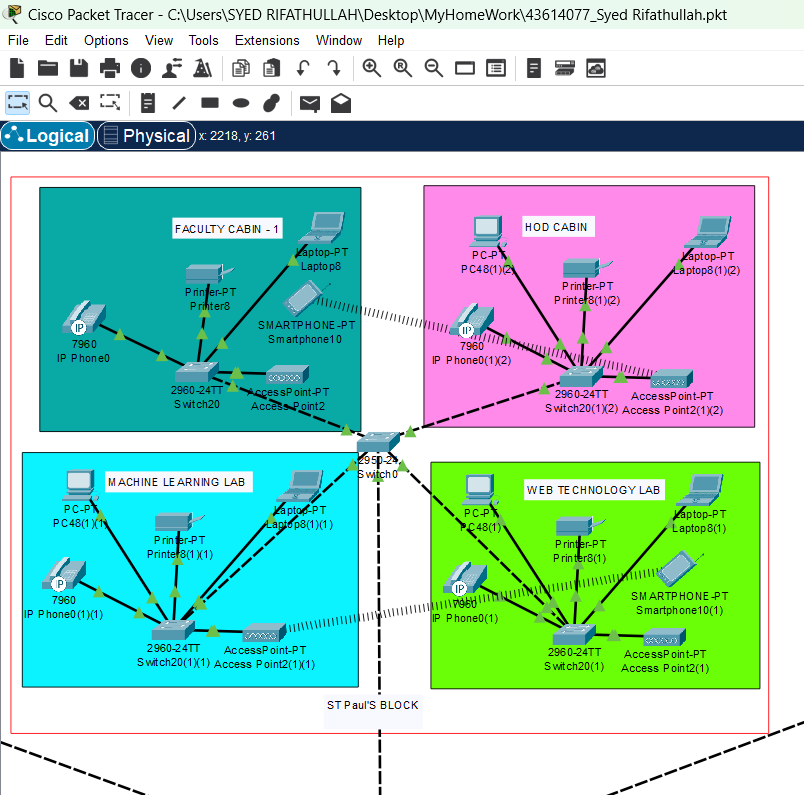 Cisco Packet Tracer - C:\Users\SYED RIFATHULLAH\Desktop\MyHomeWork\43614077_Syed Rifathullah.pkt
File Edit Options View Tools Extensions Window Help
Logical Physical x: 2218, y: 261
FACULTY CABIN - 1
Laptop-PT
Laptop8
Printer-PT
Printer8
SMARTPHONE-PT
Smartphone10
IP
7960
IP Phone0
2960-24TT
Switch20
AccessPoint-PT
Access Point2
HOD CABIN
PC-PT
PC48(1)(2)
Laptop-PT
Laptop8(1)(2)
Printer-PT
Printer8(1)(2)
IP
7960
IP Phone0(1)(2)
2960-24TT
Switch20(1)(2)
AccessPoint-PT
Access Point2(1)(2)
2950-24
Switch0
MACHINE LEARNING LAB
PC-PT
PC48(1)(1)
Laptop-PT
Laptop8(1)(1)
Printer-PT
Printer8(1)(1)
IP
7960
IP Phone0(1)(1)
2960-24TT
Switch20(1)(1)
AccessPoint-PT
Access Point2(1)(1)
WEB TECHNOLOGY LAB
PC-PT
PC48(1)
Laptop-PT
Laptop8(1)
Printer-PT
Printer8(1)
IP
7960
IP Phone0(1)
SMARTPHONE-PT
Smartphone10(1)
2960-24TT
Switch20(1)
AccessPoint-PT
Access Point2(1)
ST Paul'S BLOCK